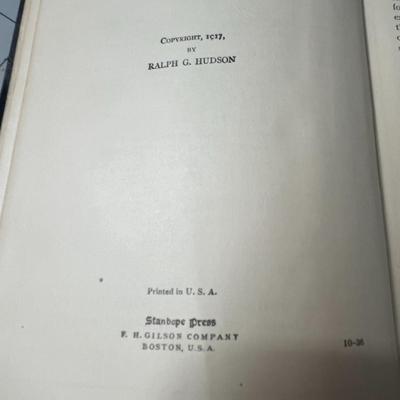 COPYRIGHT, 1917,
BY
RALPH G. HUDSON
Printed in U. S. A.
Stanhope Press
F. H. GILSON COMPANY
BOSTON, U.S.A.
10-36